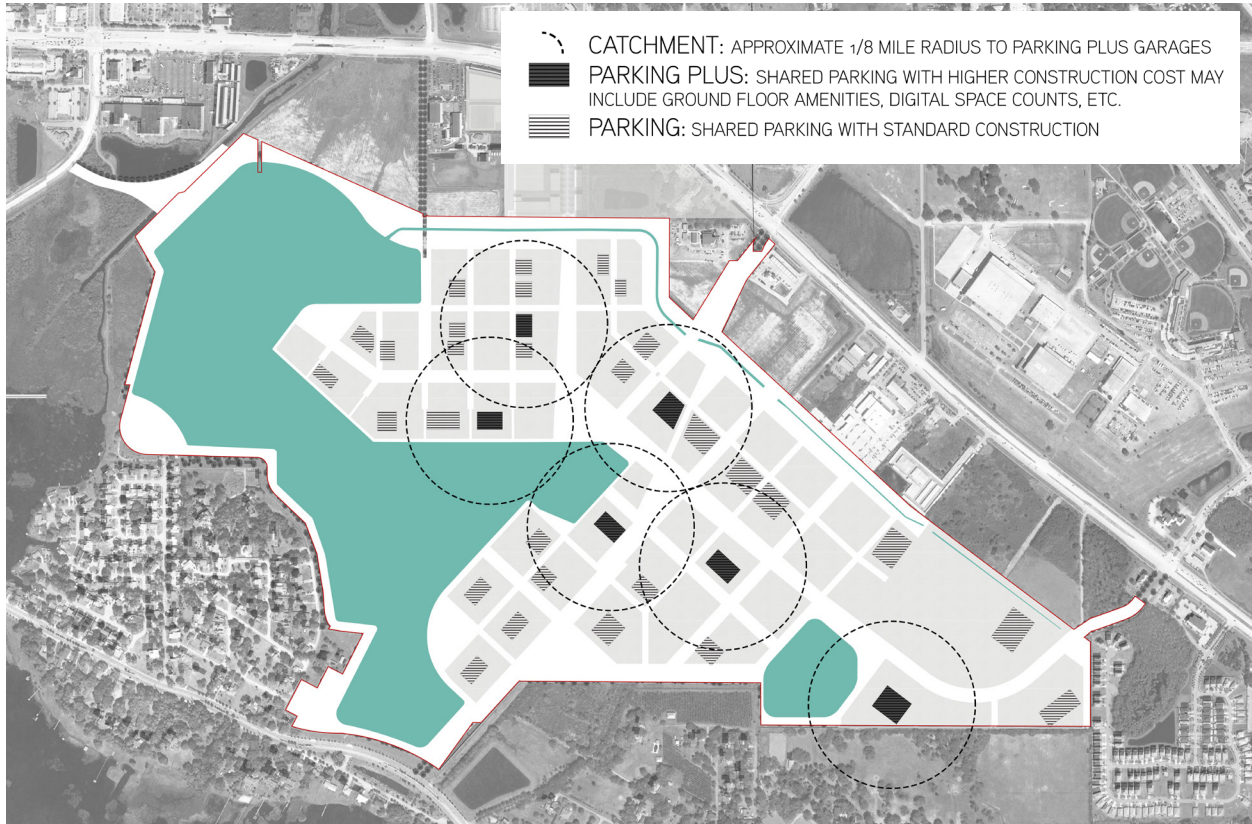 CATCHMENT: APPROXIMATE 1/8 MILE RADIUS TO PARKING PLUS GARAGES
PARKING PLUS: SHARED PARKING WITH HIGHER CONSTRUCTION COST MAY
INCLUDE GROUND FLOOR AMENITIES, DIGITAL SPACE COUNTS, ETC.
PARKING: SHARED PARKING WITH STANDARD CONSTRUCTION